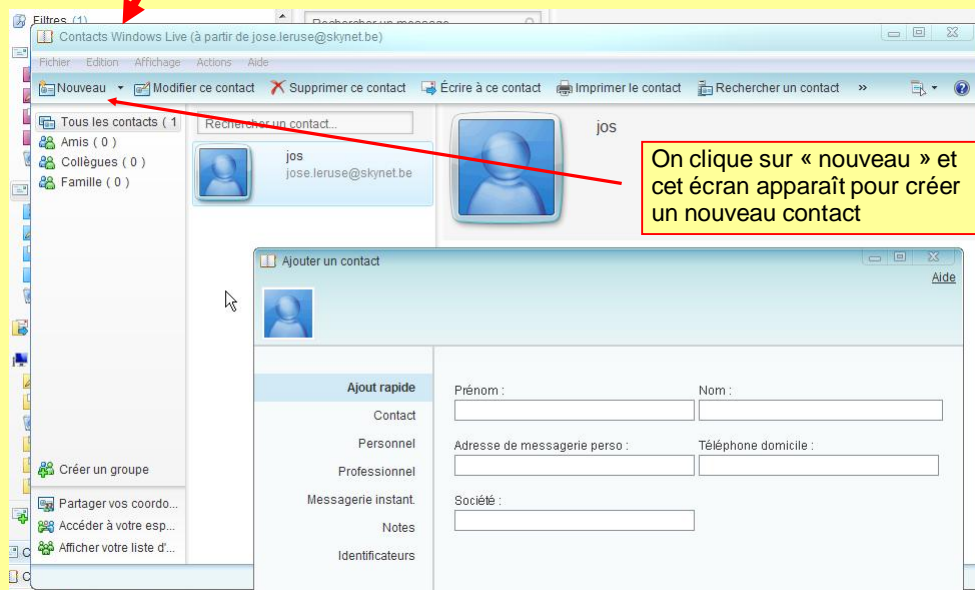 Filtres (1)
Rechercher un message
Contacts Windows Live (à partir de jose.leruse@skynet.be)
Fichier Edition Affichage Actions Aide
Nouveau Modifier ce contact Supprimer ce contact Écrire à ce contact Imprimer le contact Rechercher un contact »
Tous les contacts ( 1
Amis ( 0 )
Collègues ( 0 )
Famille ( 0 )
Rechercher un contact...
jos
jose.leruse@skynet.be
jos
On clique sur « nouveau » et
cet écran apparaît pour créer
un nouveau contact
Ajouter un contact
Aide
Ajout rapide
Contact
Personnel
Professionnel
Messagerie instant.
Notes
Identificateurs
Prénom :
Nom :
Adresse de messagerie perso :
Téléphone domicile :
Société :
Créer un groupe
Partager vos coordo...
Accéder à votre esp...
Afficher votre liste d'...